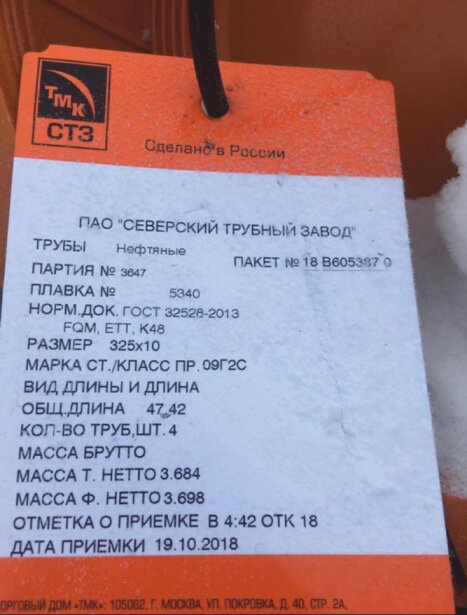 ТМК
СТЗ
Сделано в России
ПАО "СЕВЕРСКИЙ ТРУБНЫЙ ЗАВОД"
ТРУБЫ Нефтяные
ПАКЕТ № 18 В605387 0
ПАРТИЯ № 3647
ПЛАВКА № 5340
НОРМ.ДОК. ГОСТ 32528-2013
FQM, ЕТТ, К48
РАЗМЕР 325х10
МАРКА СТ./КЛАСС ПР. 09Г2С
ВИД ДЛИНЫ И ДЛИНА
ОБЩ.ДЛИНА 47,42
КОЛ-ВО ТРУБ,ШТ. 4
МАССА БРУТТО
МАССА Т. НЕТТО 3.684
МАССА Ф. НЕТТО 3.698
ОТМЕТКА О ПРИЕМКЕ В 4:42 ОТК 18
ДАТА ПРИЕМКИ 19.10.2018
ТОРГОВЫЙ ДОМ «ТМК»: 105062, Г. МОСКВА, УЛ. ПОКРОВКА, Д. 40, СТР. 2А,